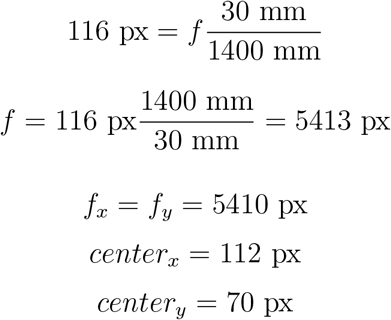 116 px = f 30 mm / 1400 mm
f = 116 px 1400 mm / 30 mm = 5413 px
f_x = f_y = 5410 px
center_x = 112 px
center_y = 70 px